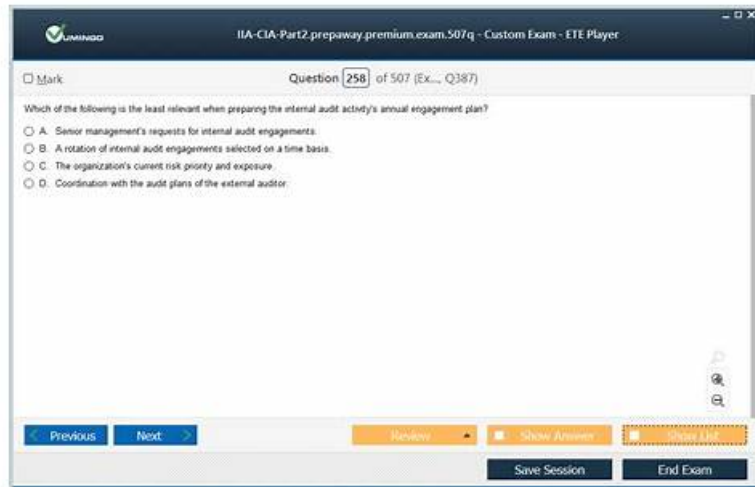 VUMINGO
IIA-CIA-Part2.prepaway.premium.exam.507q - Custom Exam - ETE Player
Mark
Question 258 of 507 (Ex..., Q387)
Which of the following is the least relevant when preparing the internal audit activity's annual engagement plan?
A. Senior management's requests for internal audit engagements.
B. A rotation of internal audit engagements selected on a time basis.
C. The organization's current risk priority and exposure.
D. Coordination with the audit plans of the external auditor.
Previous Next Review Show Answer Show List
Save Session End Exam